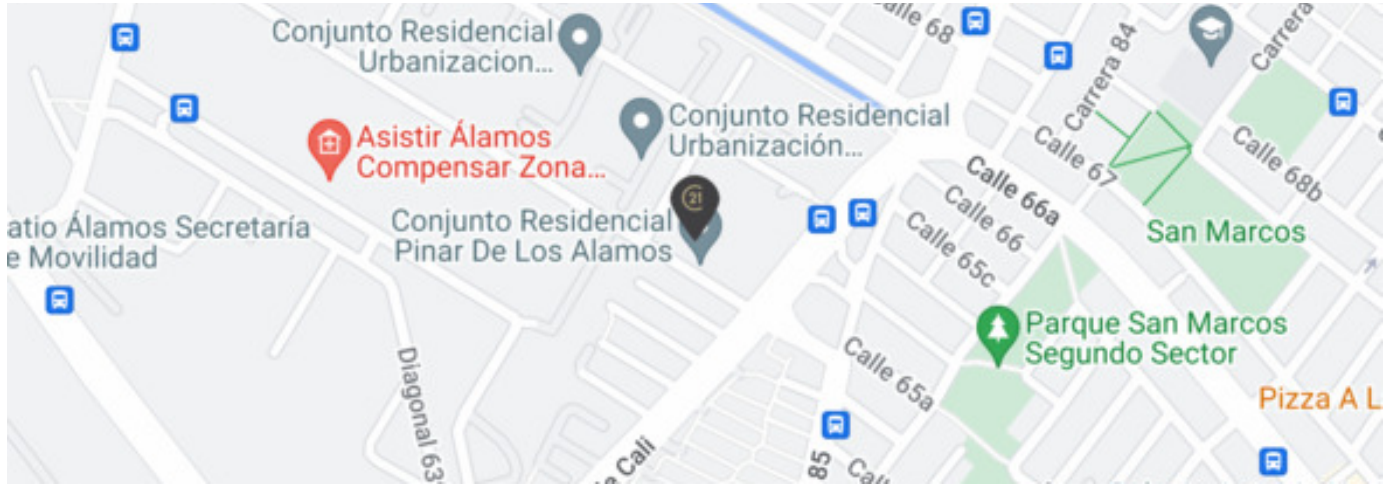 Calle 68
Conjunto Residencial
Urbanizacion...
Carrera 84
Carrera
Conjunto Residencial
Urbanización...
Asistir Álamos
Compensar Zona...
Calle 67
Calle 68b
Calle 66a
21
Calle 66
Conjunto Residencial
Pinar De Los Alamos
atio Álamos Secretaría
e Movilidad
San Marcos
Calle 65c
Parque San Marcos
Segundo Sector
Calle 65a
Diagonal 63
Pizza A L
e Cali
85
Ca